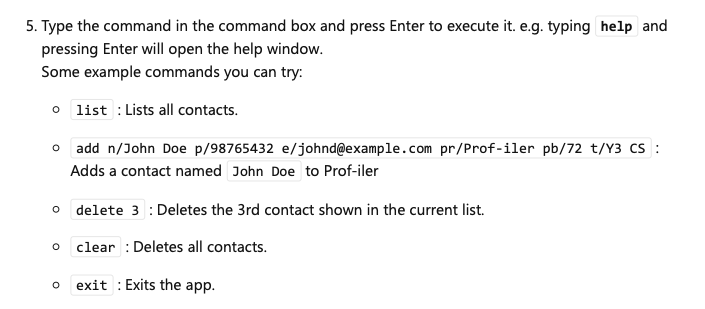 5. Type the command in the command box and press Enter to execute it. e.g. typing help and
pressing Enter will open the help window.
Some example commands you can try:
list : Lists all contacts.
add n/John Doe p/98765432 e/johnd@example.com pr/Prof-iler pb/72 t/Y3 CS :
Adds a contact named John Doe to Prof-iler
delete 3 : Deletes the 3rd contact shown in the current list.
clear : Deletes all contacts.
exit : Exits the app.